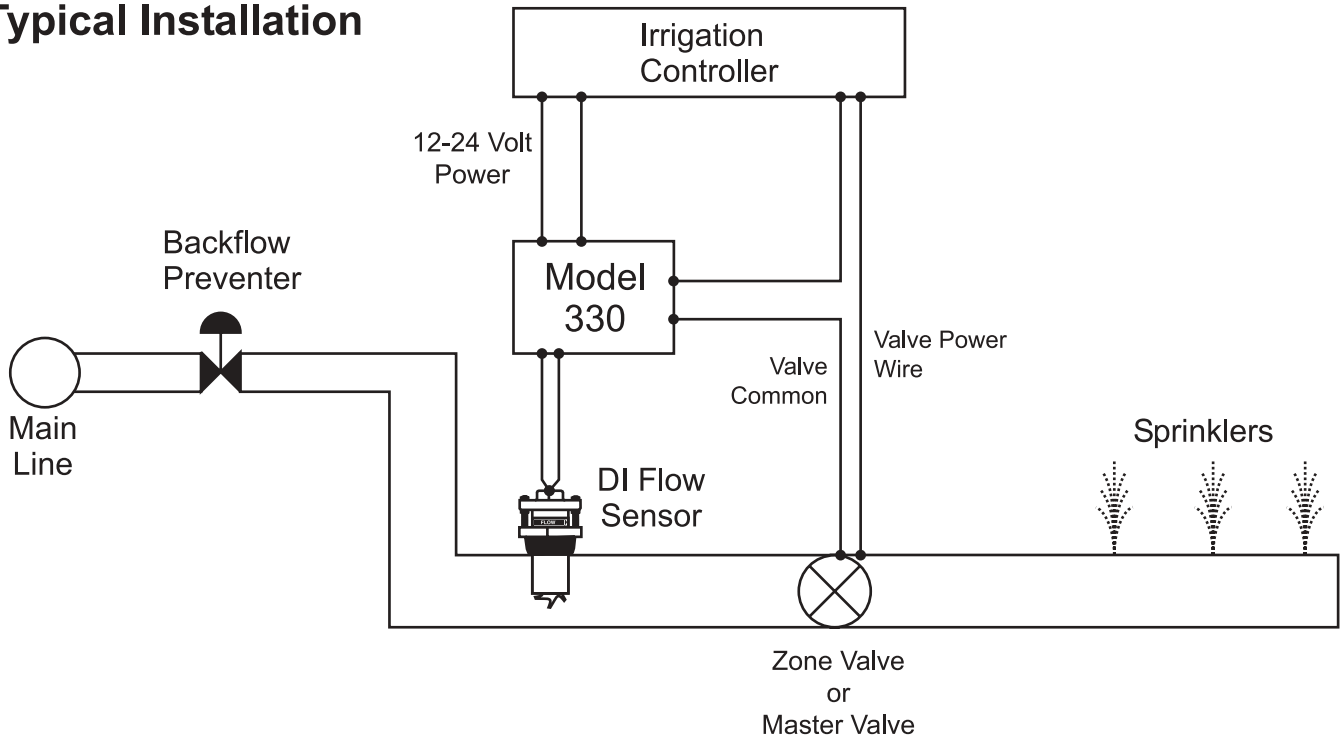 Typical Installation
Irrigation
Controller
12-24 Volt
Power
Backflow
Preventer
Model
330
Valve Power
Wire
Valve
Common
Main
Line
Sprinklers
DI Flow
Sensor
FLOW
Zone Valve
or
Master Valve